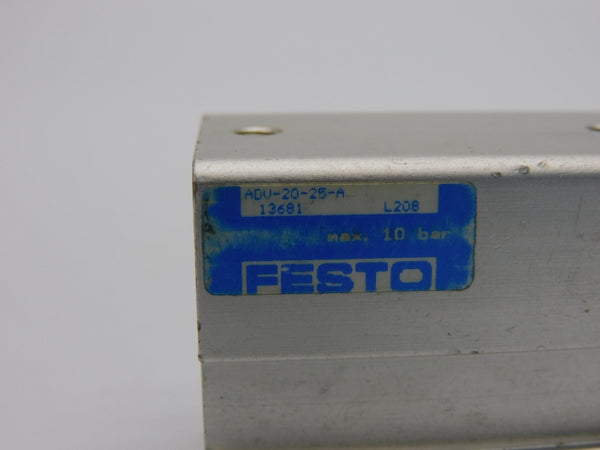 ADV-20-25-A
13681 L208
max. 10 bar
FESTO